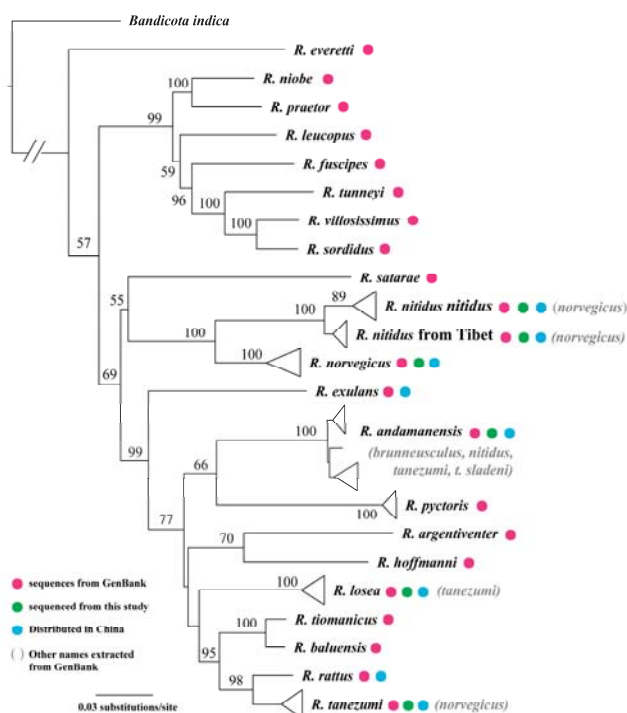 Bandicota indica
R. everetti
100
R. niobe
99
R. praetor
R. leucopus
59
R. fuscipes
96
100
R. tunneyi
100
R. villosissimus
R. sordidus
57
R. satarae
55
89
R. nitidus nitidus (norvegicus)
100
R. nitidus from Tibet (norvegicus)
100
100
R. norvegicus
69
R. exulans
100
R. andamanensis
(brunneusculus, nitidus,
tanezumi, t. sladeni)
99
66
R. pyctoris
100
77
R. argentiventer
70
R. hoffmanni
100
R. losea (tanezumi)
R. tiomanicus
100
R. baluensis
95
R. rattus
98
R. tanezumi (norvegicus)
sequences from GenBank
sequenced from this study
Distributed in China
( ) Other names extracted
from GenBank
0.03 substitutions/site